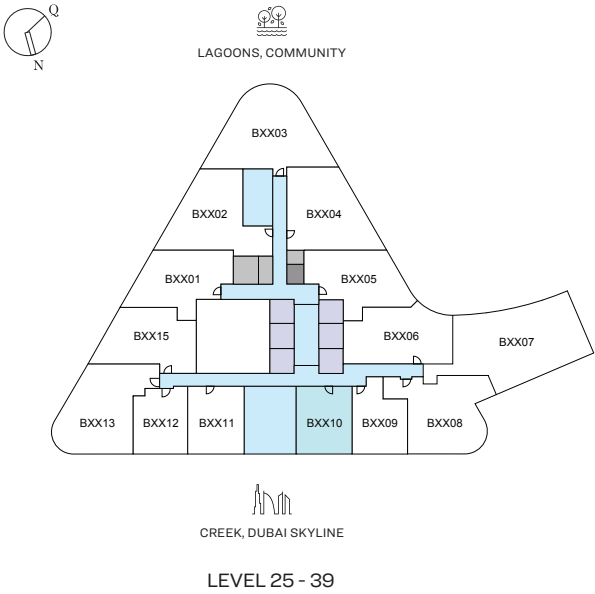 Q
N
LAGOONS, COMMUNITY
BXX03
BXX02
BXX04
BXX01
BXX05
BXX15
BXX06
BXX07
BXX13
BXX12
BXX11
BXX10
BXX09
BXX08
CREEK, DUBAI SKYLINE
LEVEL 25 - 39